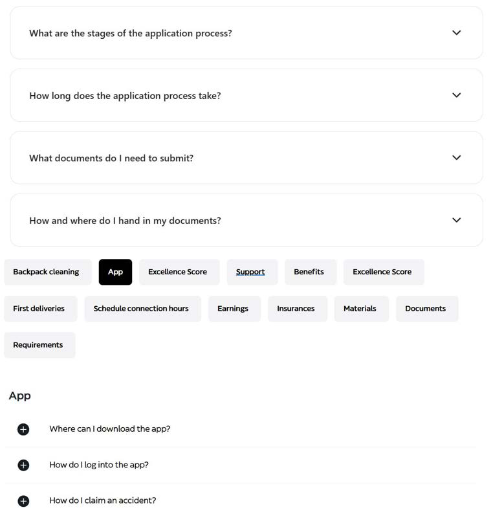 What are the stages of the application process?
How long does the application process take?
What documents do I need to submit?
How and where do I hand in my documents?
Backpack cleaning App Excellence Score Support Benefits Excellence Score
First deliveries Schedule connection hours Earnings Insurances Materials Documents
Requirements
App
Where can I download the app?
How do I log into the app?
How do I claim an accident?